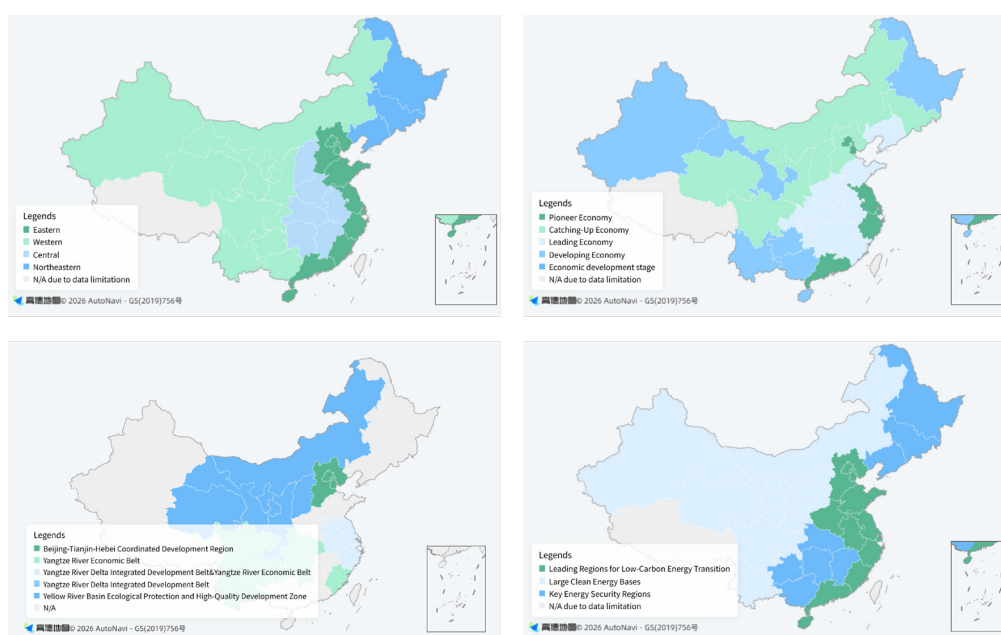 Legends
Eastern
Western
Central
Northeastern
N/A due to data limitationn
高德地圖© 2026 AutoNavi - GS(2019)756号
Legends
Pioneer Economy
Catching-Up Economy
Leading Economy
Developing Economy
Economic development stage
N/A due to data limitation
高德地圖© 2026 AutoNavi - GS(2019)756号
Legends
Beijing-Tianjin-Hebei Coordinated Development Region
Yangtze River Economic Belt
Yangtze River Delta Integrated Development Belt&Yangtze River Economic Belt
Yangtze River Delta Integrated Development Belt
Yellow River Basin Ecological Protection and High-Quality Development Zone
N/A
高德地圖© 2026 AutoNavi - GS(2019)756号
Legends
Leading Regions for Low-Carbon Energy Transition
Large Clean Energy Bases
Key Energy Security Regions
N/A due to data limitation
高德地圖© 2026 AutoNavi - GS(2019)756号